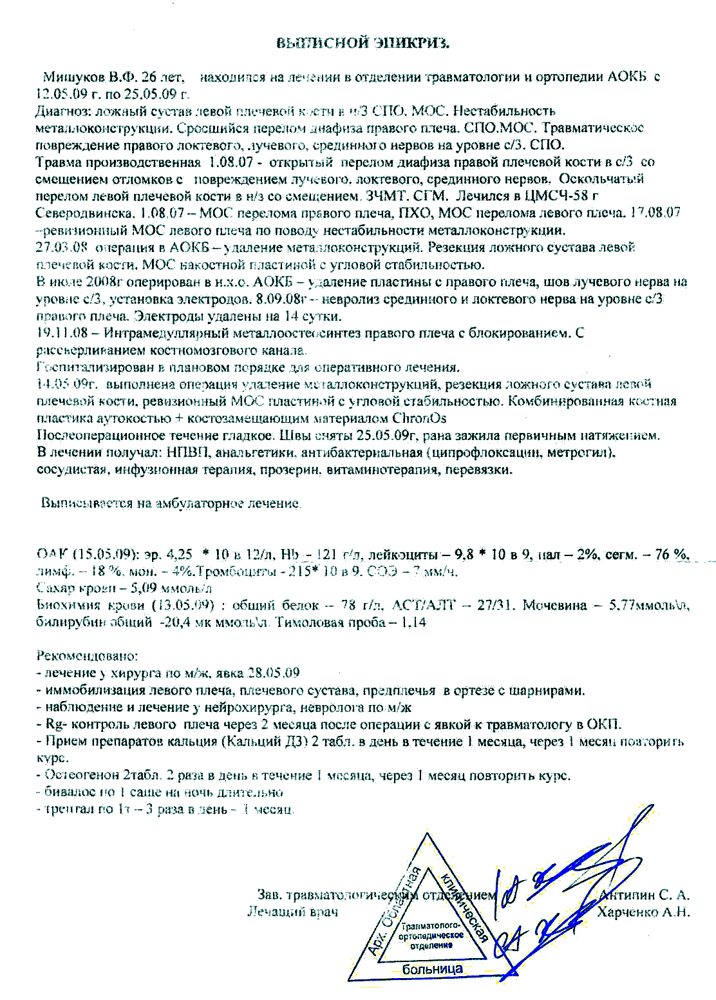 ВЫПИСНОЙ ЭПИКРИЗ.
Мишуков В.Ф. 26 лет, находился на лечении в отделении травматологии и ортопедии АОКБ с
12.05.09 г. по 25.05.09 г.
Диагноз: ложный сустав левой плечевой кости в н/3 СПО. МОС. Нестабильность
металлоконструкции. Сросшийся перелом диафиза правого плеча. СПО.МОС. Травматическое
повреждение правого локтевого, лучевого, срединного нервов на уровне с/3. СПО.
Травма производственная 1.08.07 - открытый перелом диафиза правой плечевой кости в с/3 со
смещением отломков с повреждением лучевого, локтевого, срединного нервов. Оскольчатый
перелом левой плечевой кости в н/з со смещением. ЗЧМТ. СГМ. Лечился в ЦМСЧ-58 г
Северодвинска. 1.08.07 – МОС перелома правого плеча, ПХО, МОС перелома левого плеча. 17.08.07
–ревизионный МОС левого плеча по поводу нестабильности металлоконструкции.
27.03.08 операция в АОКБ – удаление металлоконструкций. Резекция ложного сустава левой
плечевой кости. МОС накостной пластиной с угловой стабильностью.
В июле 2008г оперирован в н.х.о. АОКБ – удаление пластины с правого плеча, шов лучевого нерва на
уровне с/3, установка электродов. 8.09.08г – невролиз срединного и локтевого нерва на уровне с/3
правого плеча. Электроды удалены на 14 сутки.
19.11.08 – Интрамедуллярный металлоостеосинтез правого плеча с блокированием. С
рассверливанием костномозгового канала.
Госпитализирован в плановом порядке для оперативного лечения.
14.05.09г. выполнена операция удаление металлоконструкций, резекция ложного сустава левой
плечевой кости, ревизионный МОС пластиной с угловой стабильностью. Комбинированная костная
пластика аутокостью + костозамещающим материалом ChronOs
Послеоперационное течение гладкое. Швы сняты 25.05.09г, рана зажила первичным натяжением.
В лечении получал: НПВП, анальгетики, антибактериальная (ципрофлоксацин, метрогил),
сосудистая, инфузионная терапия, прозерин, витаминотерапия, перевязки.
Выписывается на амбулаторное лечение.
ОАК (15.05.09): эр. 4,25 * 10 в 12/л, Hb – 121 г/л, лейкоциты – 9,8 * 10 в 9, пал – 2%, сегм. – 76 %,
лимф. – 18 %, мон. – 4%.Тромбоциты - 215* 10 в 9. СОЭ – 7 мм/ч.
Сахар крови – 5,09 ммоль/л
Биохимия крови (13.05.09) : общий белок – 78 г/л, АСТ/АЛТ – 27/31. Мочевина – 5,77ммоль\л,
билирубин общий -20,4 мк ммоль\л. Тимоловая проба – 1,14
Рекомендовано:
- лечение у хирурга по м/ж, явка 28.05.09
- иммобилизация левого плеча, плечевого сустава, предплечья в ортезе с шарнирами.
- наблюдение и лечение у нейрохирурга, невролога по м/ж
- Rg- контроль левого плеча через 2 месяца после операции с явкой к травматологу в ОКП.
- Прием препаратов кальция (Кальций Д3) 2 табл. в день в течение 1 месяца, через 1 месяц повторить
курс.
- Остеогенон 2табл. 2 раза в день в течение 1 месяца, через 1 месяц повторить курс.
- бивалос по 1 саше на ночь длительно
- трентал по 1т – 3 раза в день – 1 месяц.
Зав. травматологическим отделением Антипин С. А.
Лечащий врач Харченко А.Н.
Арх. Областная клиническая больница
Травматолого-
ортопедическое
отделение